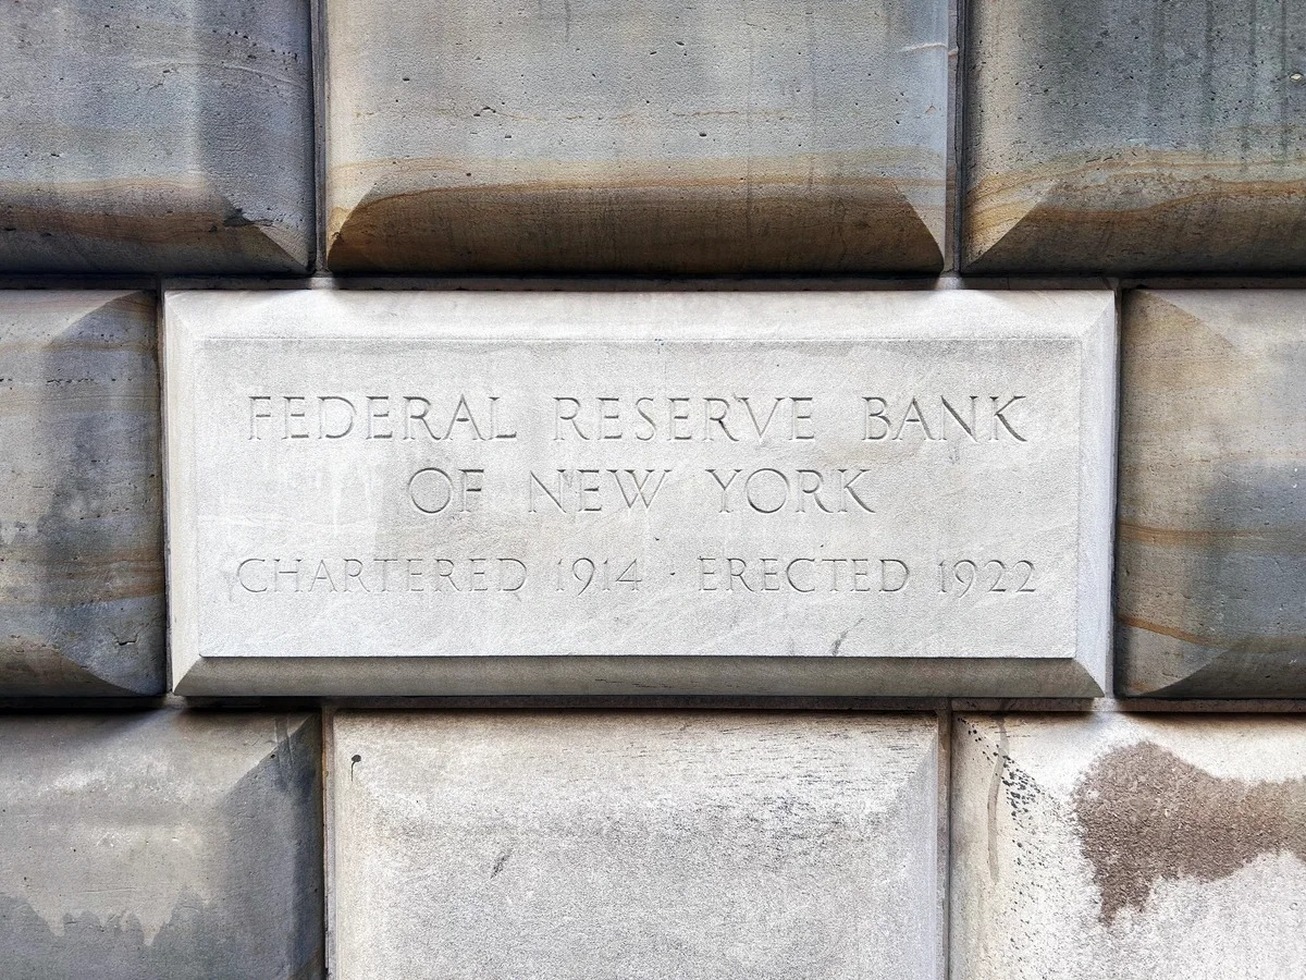 FEDERAL RESERVE BANK
OF NEW YORK
CHARTERED 1914 · ERECTED 1922